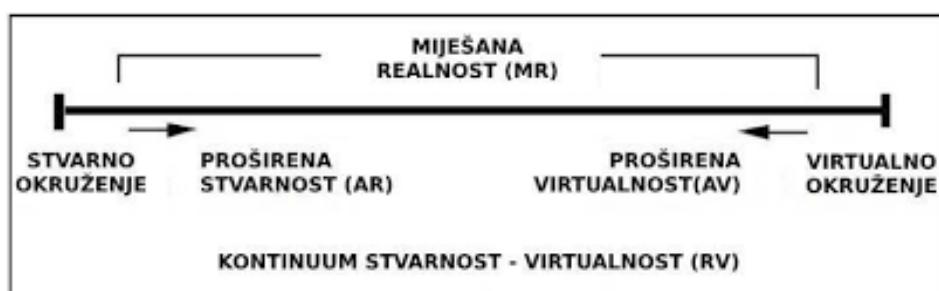 MIJEŠANA
REALNOST (MR)
STVARNO
OKRUŽENJE
PROŠIRENA
STVARNOST (AR)
PROŠIRENA
VIRTUALNOST(AV)
VIRTUALNO
OKRUŽENJE
KONTINUUM STVARNOST - VIRTUALNOST (RV)